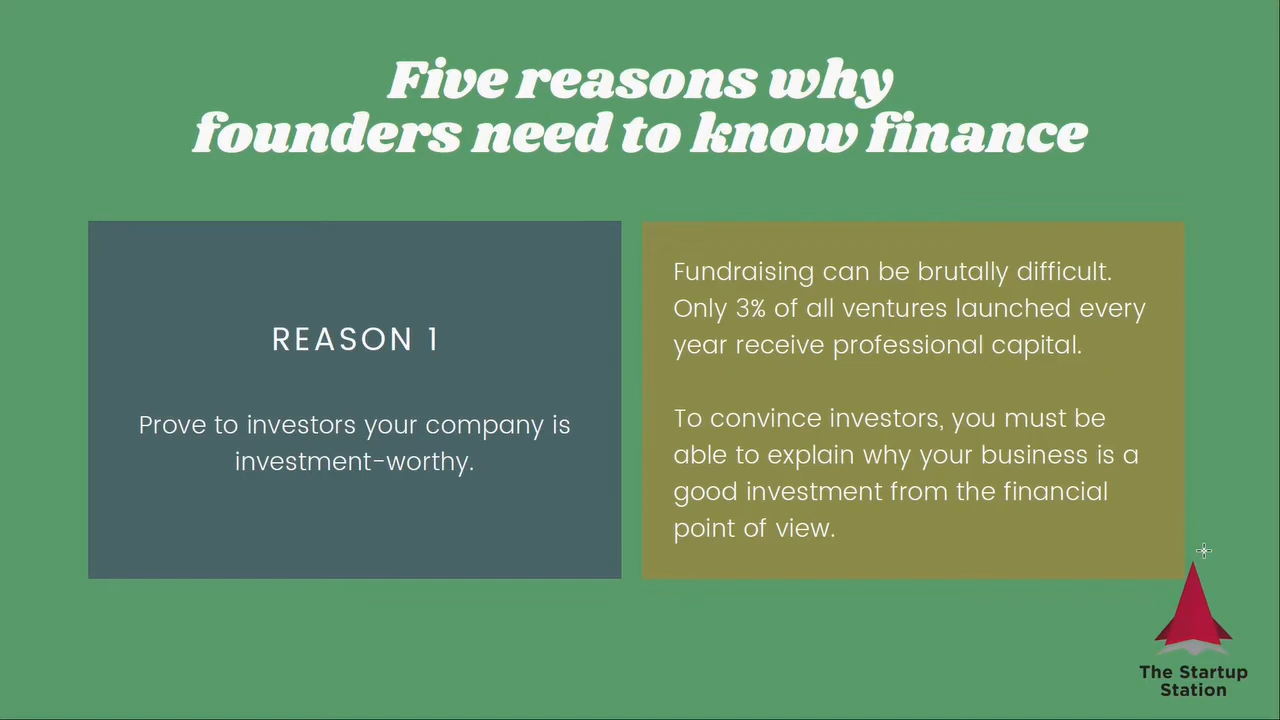 Five reasons why
founders need to know finance
REASON 1
Prove to investors your company is
investment-worthy.
Fundraising can be brutally difficult.
Only 3% of all ventures launched every
year receive professional capital.
To convince investors, you must be
able to explain why your business is a
good investment from the financial
point of view.
The Startup
Station